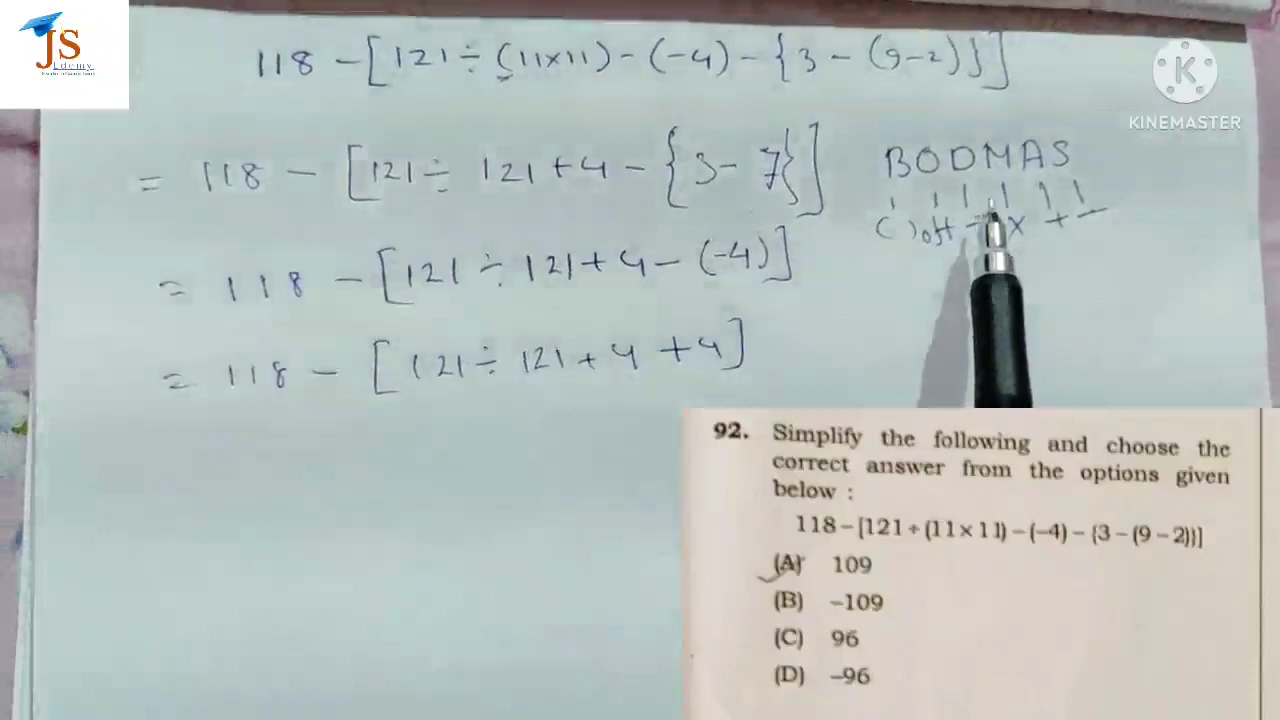 JS
Edemy
118 - [121 ÷ (11×11) - (-4) - {3 - (9-2)}]
KINEMASTER
= 118 - [121 ÷ 121 + 4 - {3 - 7}]
BODMAS
( ) off ÷ × + -
= 118 - [121 ÷ 121 + 4 - (-4)]
= 118 - [121 ÷ 121 + 4 + 4]
92. Simplify the following and choose the
correct answer from the options given
below :
118 – [121 ÷ (11 × 11) – (–4) – {3 – (9 – 2)}]
(A) 109
(B) –109
(C) 96
(D) –96